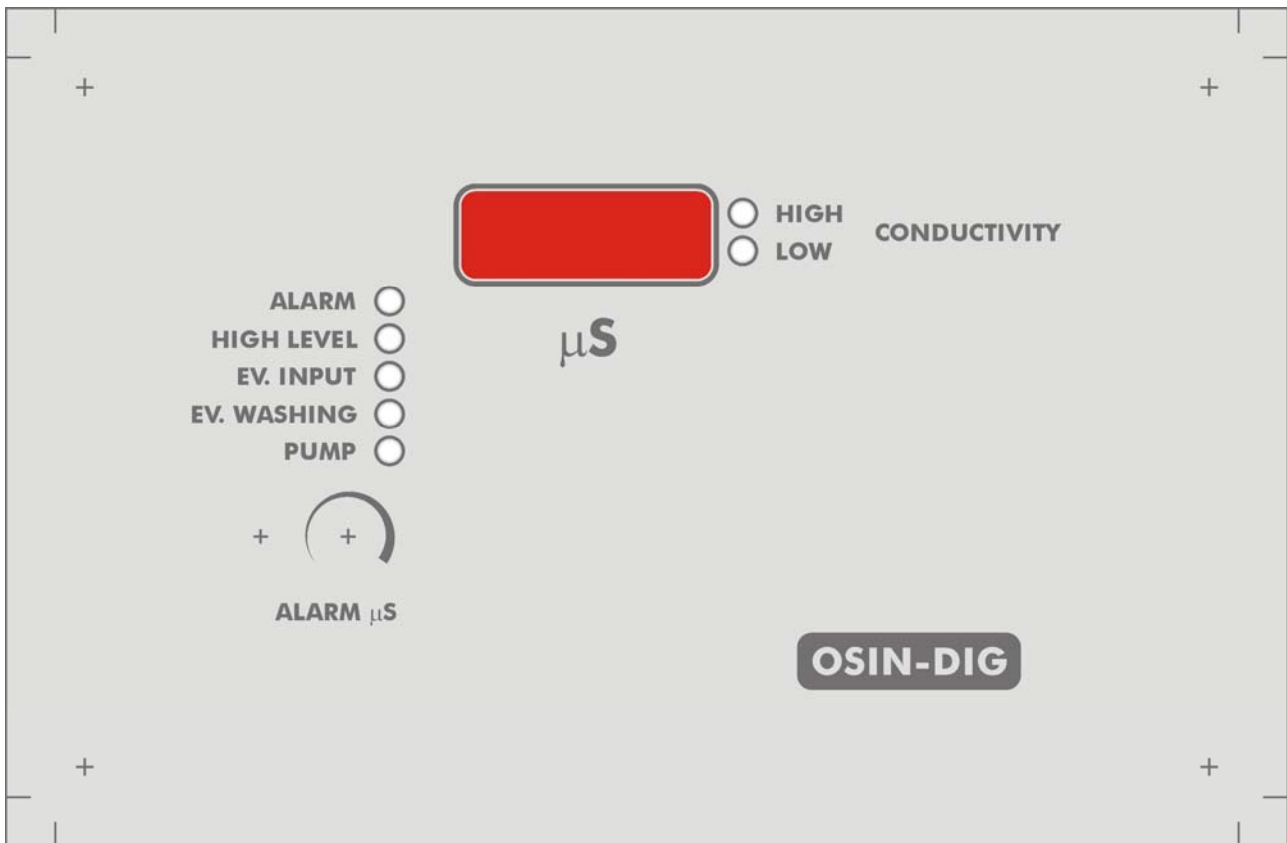 HIGH
LOW
CONDUCTIVITY
µS
ALARM
HIGH LEVEL
EV. INPUT
EV. WASHING
PUMP
ALARM µS
OSIN-DIG